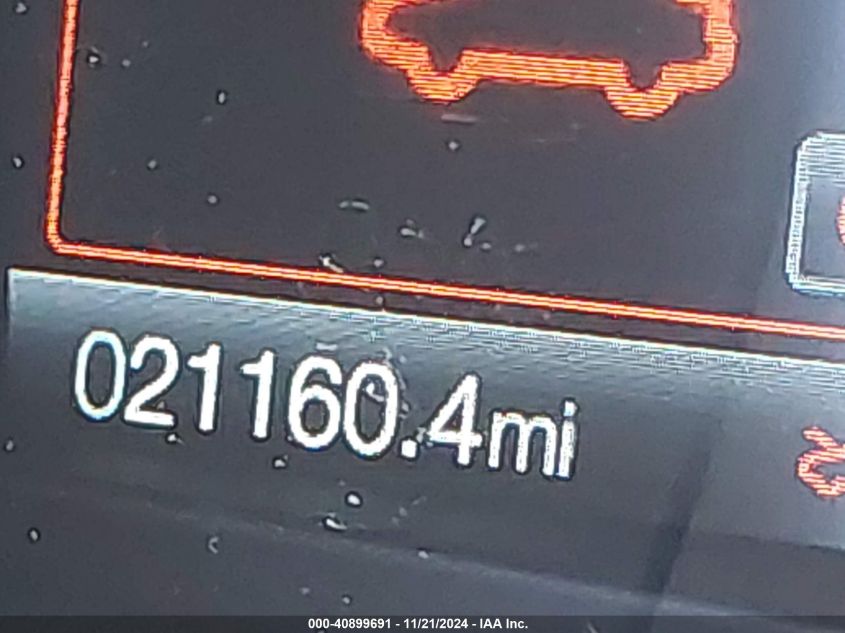 021160.4mi
000-40899691 - 11/21/2024 - IAA Inc.